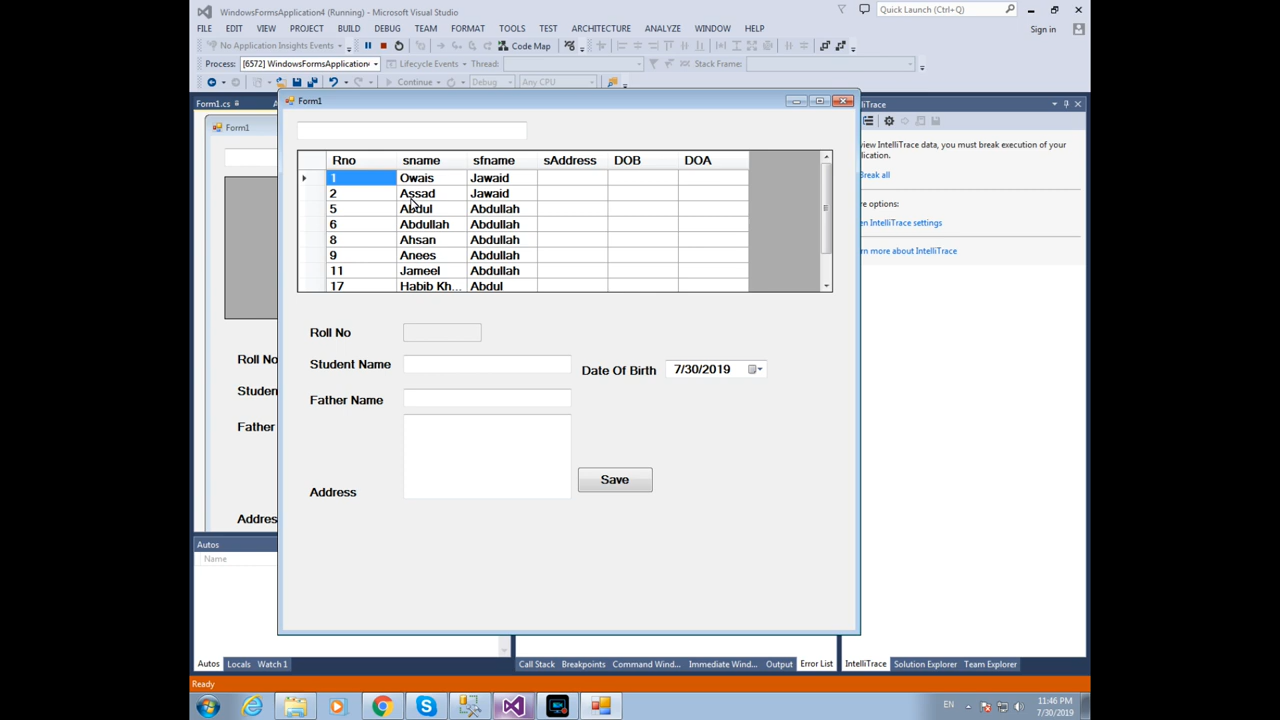 WindowsFormsApplication4 (Running) - Microsoft Visual Studio
Quick Launch (Ctrl+Q)
FILE EDIT VIEW PROJECT BUILD DEBUG TEAM FORMAT TOOLS TEST ARCHITECTURE ANALYZE WINDOW HELP
Sign in
No Application Insights Events
Code Map
Process: [6572] WindowsFormsApplication
Lifecycle Events
Thread:
Stack Frame:
Continue
Debug
Any CPU
Form1.cs
Form1
Form1
lliTrace
view IntelliTrace data, you must break execution of your
lication.
Break all
re options:
en IntelliTrace settings
rn more about IntelliTrace
Rno sname sfname sAddress DOB DOA
1 Owais Jawaid
2 Assad Jawaid
5 Abdul Abdullah
6 Abdullah Abdullah
8 Ahsan Abdullah
9 Anees Abdullah
11 Jameel Abdullah
17 Habib Kh... Abdul
Roll No
Student Name
Date Of Birth 7/30/2019
Father Name
Save
Address
Roll No
Studen
Father
Addres
Autos
Name
Autos Locals Watch 1
Call Stack Breakpoints Command Wind... Immediate Wind... Output Error List
IntelliTrace Solution Explorer Team Explorer
Ready
EN
11:46 PM
7/30/2019